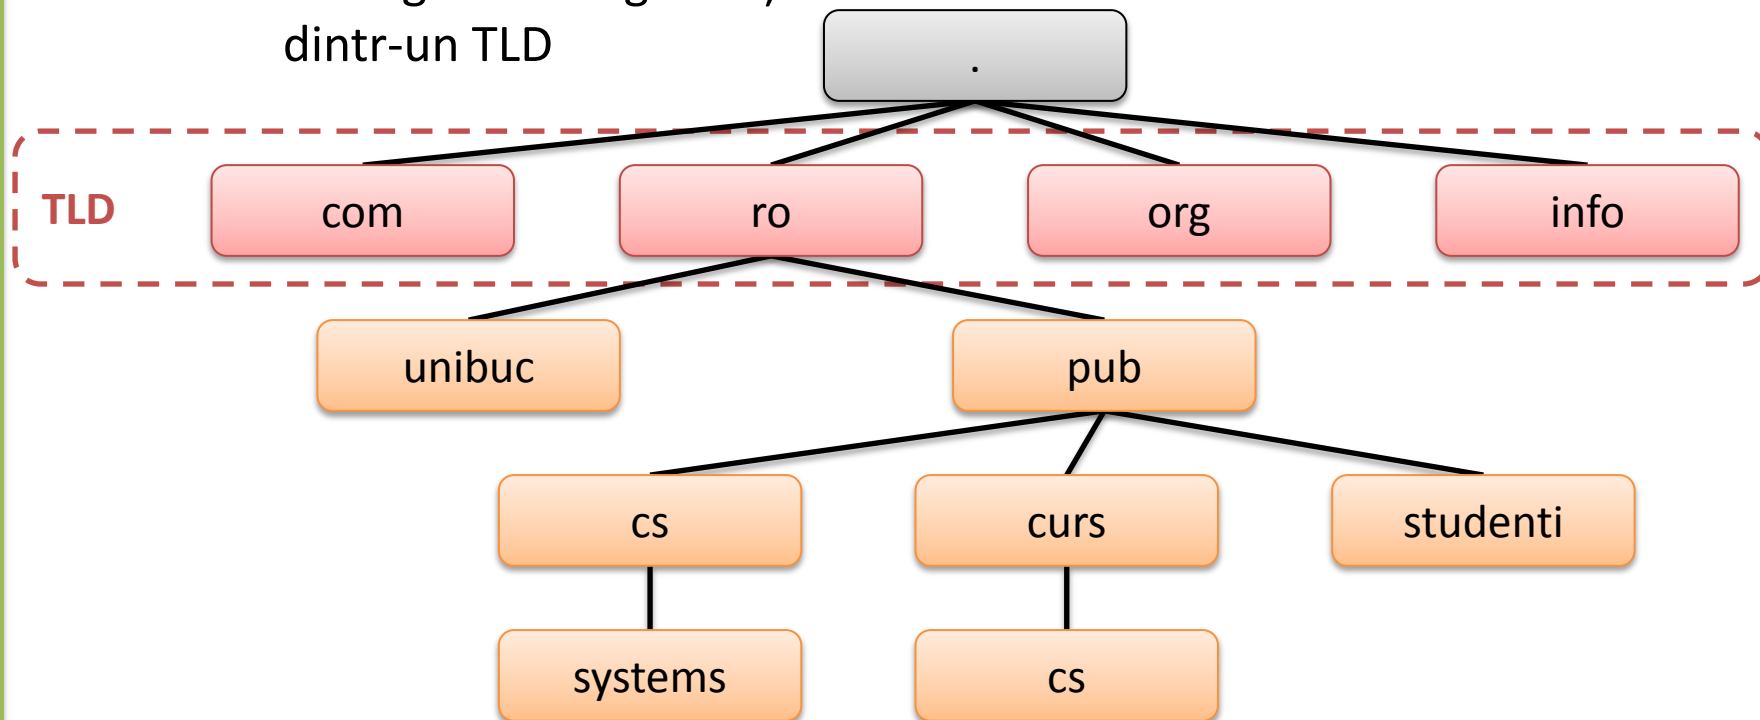 dintr-un TLD
.
TLD
com
ro
org
info
unibuc
pub
cs
curs
studenti
systems
cs